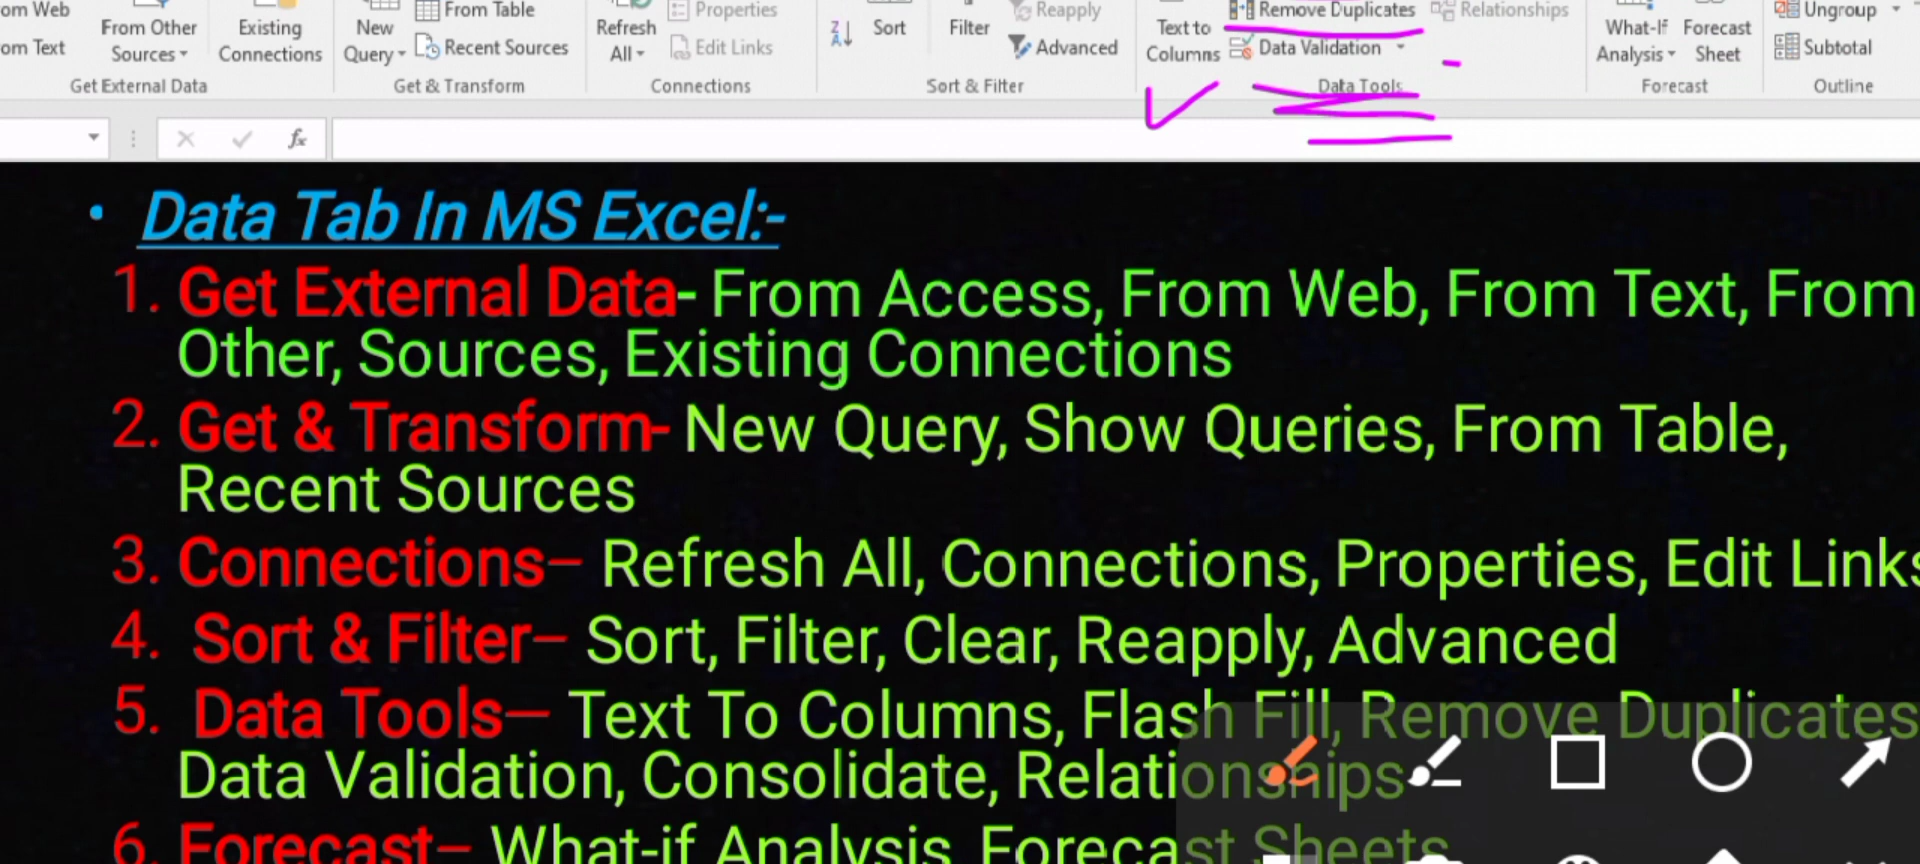 om Web
From Other
Sources
Existing
Connections
New
Query
From Table
Refresh
All
Properties
Sort
Filter
Reapply
Text to
Columns
Remove Duplicates
Relationships
What-If
Analysis
Forecast
Sheet
Ungroup
om Text
Recent Sources
Edit Links
Advanced
Data Validation
Subtotal
Get External Data
Get & Transform
Connections
Sort & Filter
Data Tools
Forecast
Outline
fx
• Data Tab In MS Excel:-
1. Get External Data- From Access, From Web, From Text, From
Other, Sources, Existing Connections
2. Get & Transform- New Query, Show Queries, From Table,
Recent Sources
3. Connections– Refresh All, Connections, Properties, Edit Links
4. Sort & Filter– Sort, Filter, Clear, Reapply, Advanced
5. Data Tools— Text To Columns, Flash Fill, Remove Duplicates
Data Validation, Consolidate, Relationships
6. Forecast– What-if Analysis, Forecast Sheets